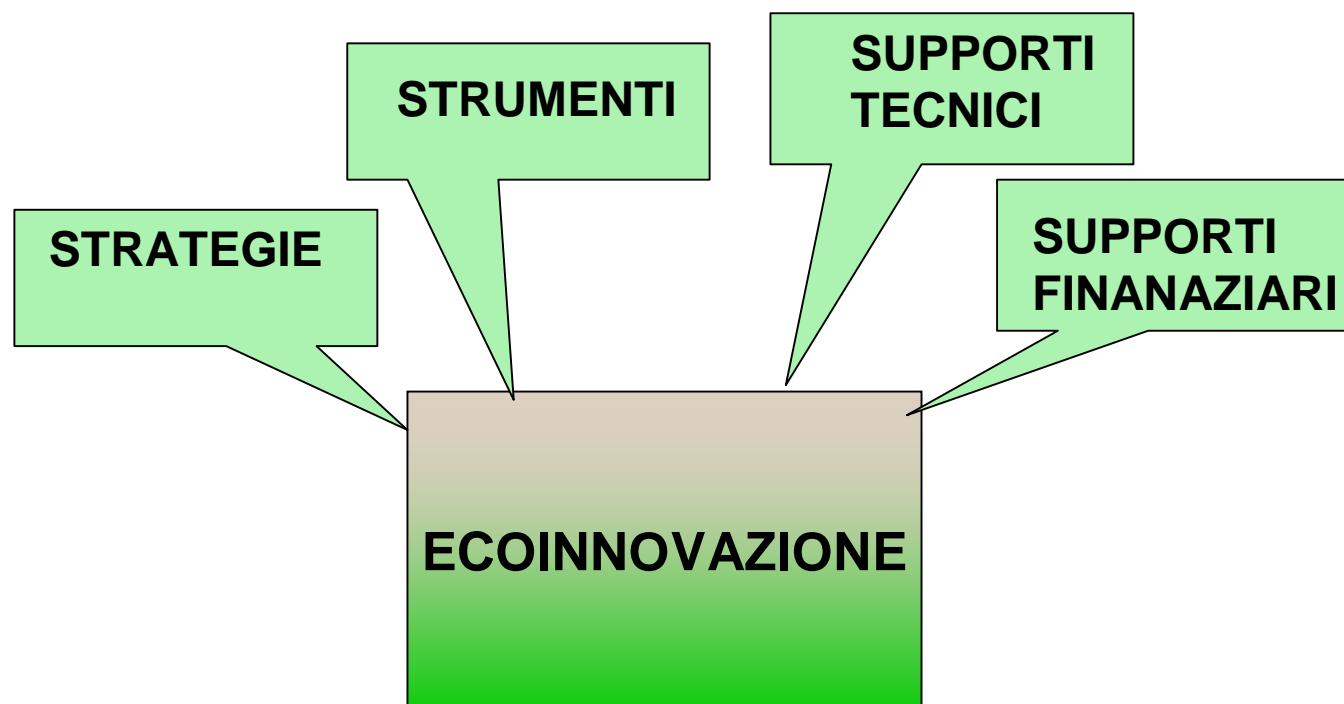 STRATEGIE
STRUMENTI
SUPPORTI
TECNICI
SUPPORTI
FINANAZIARI
ECOINNOVAZIONE